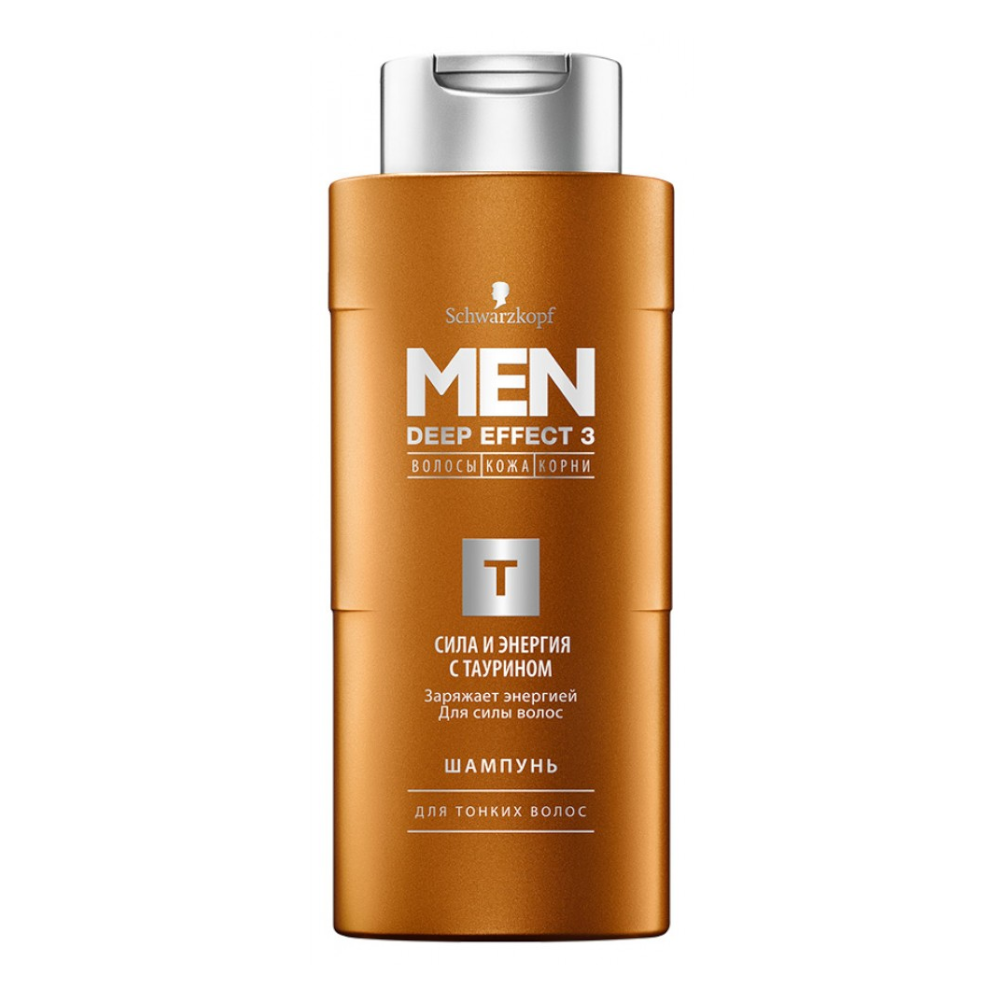 Schwarzkopf
MEN
DEEP EFFECT 3
ВОЛОСЫ|КОЖА|КОРНИ
T
СИЛА И ЭНЕРГИЯ
С ТАУРИНОМ
Заряжает энергией
Для силы волос
ШАМПУНЬ
ДЛЯ ТОНКИХ ВОЛОС